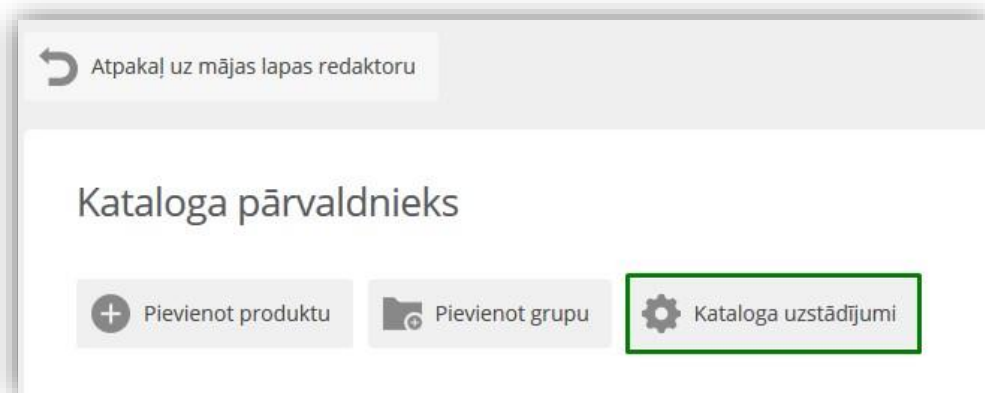 Atpakaļ uz mājas lapas redaktoru
Kataloga pārvaldnieks
Pievienot produktu Pievienot grupu Kataloga uzstādījumi